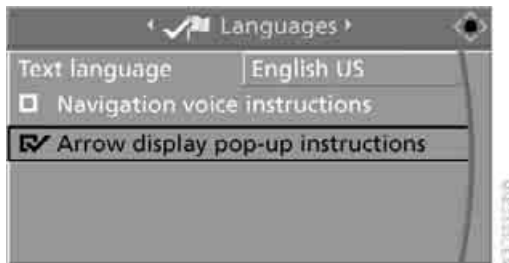 Languages
Text language English US
Navigation voice instructions
Arrow display pop-up instructions